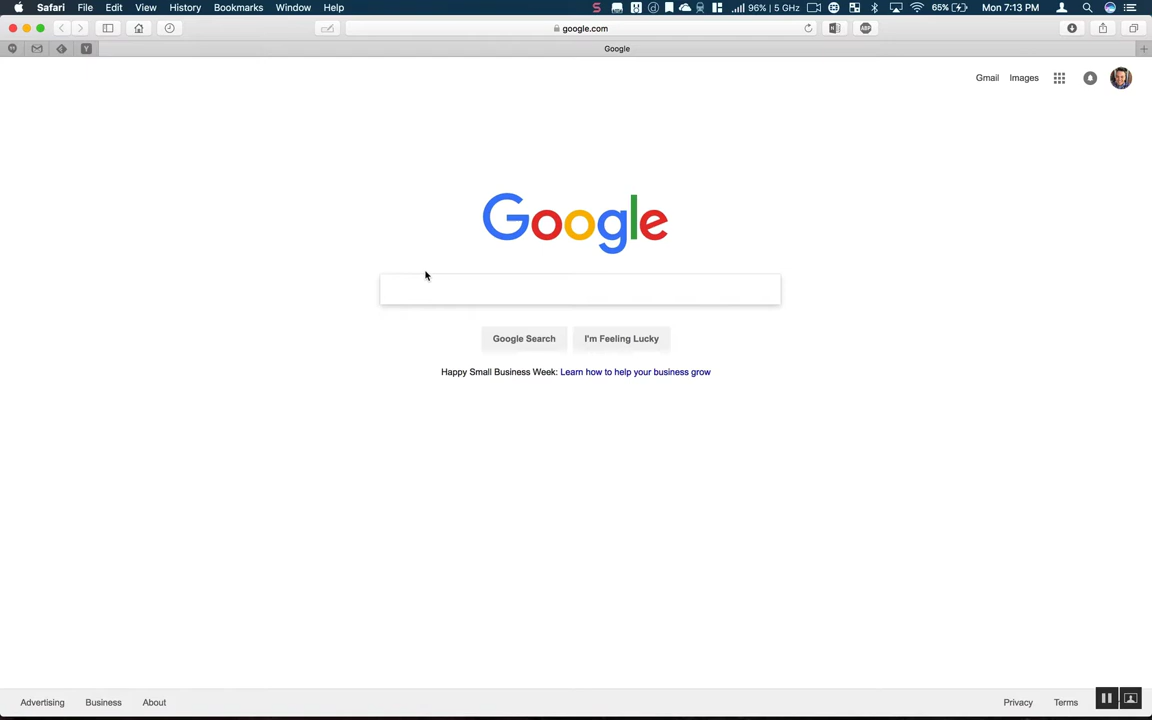 Safari File Edit View History Bookmarks Window Help 96% | 5 GHz 65% Mon 7:13 PM
google.com
Google
Gmail Images
Google
Google Search I'm Feeling Lucky
Happy Small Business Week: Learn how to help your business grow
Advertising Business About Privacy Terms